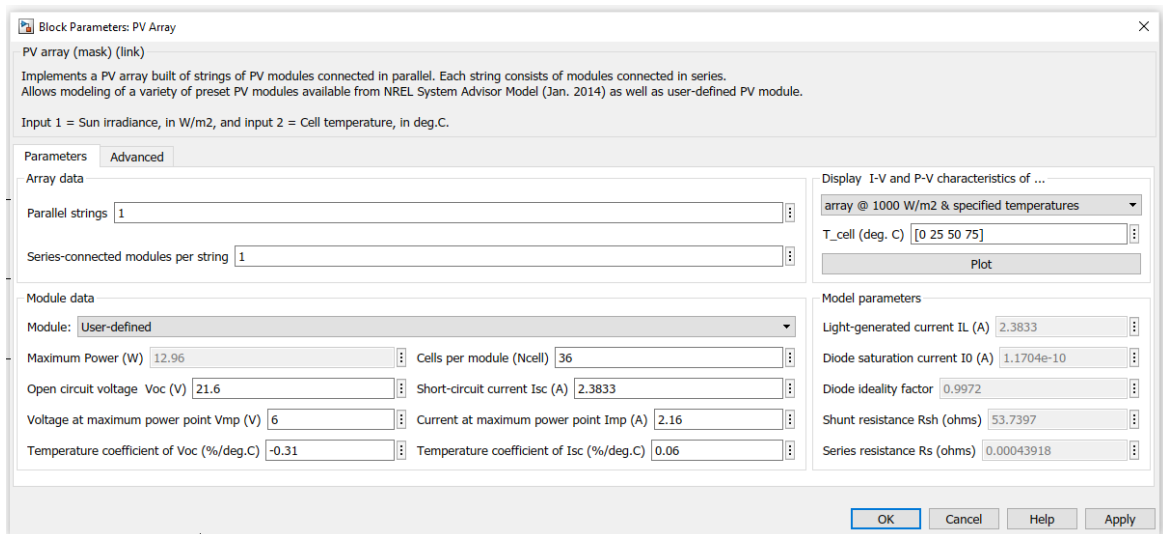 Block Parameters: PV Array
PV array (mask) (link)
Implements a PV array built of strings of PV modules connected in parallel. Each string consists of modules connected in series.
Allows modeling of a variety of preset PV modules available from NREL System Advisor Model (Jan. 2014) as well as user-defined PV module.
Input 1 = Sun irradiance, in W/m2, and input 2 = Cell temperature, in deg.C.
Parameters Advanced
Array data
Parallel strings 1
Series-connected modules per string 1
Display I-V and P-V characteristics of ...
array @ 1000 W/m2 & specified temperatures
T_cell (deg. C) [0 25 50 75]
Plot
Module data
Module: User-defined
Maximum Power (W) 12.96 Cells per module (Ncell) 36
Open circuit voltage Voc (V) 21.6 Short-circuit current Isc (A) 2.3833
Voltage at maximum power point Vmp (V) 6 Current at maximum power point Imp (A) 2.16
Temperature coefficient of Voc (%/deg.C) -0.31 Temperature coefficient of Isc (%/deg.C) 0.06
Model parameters
Light-generated current IL (A) 2.3833
Diode saturation current I0 (A) 1.1704e-10
Diode ideality factor 0.9972
Shunt resistance Rsh (ohms) 53.7397
Series resistance Rs (ohms) 0.00043918
OK Cancel Help Apply